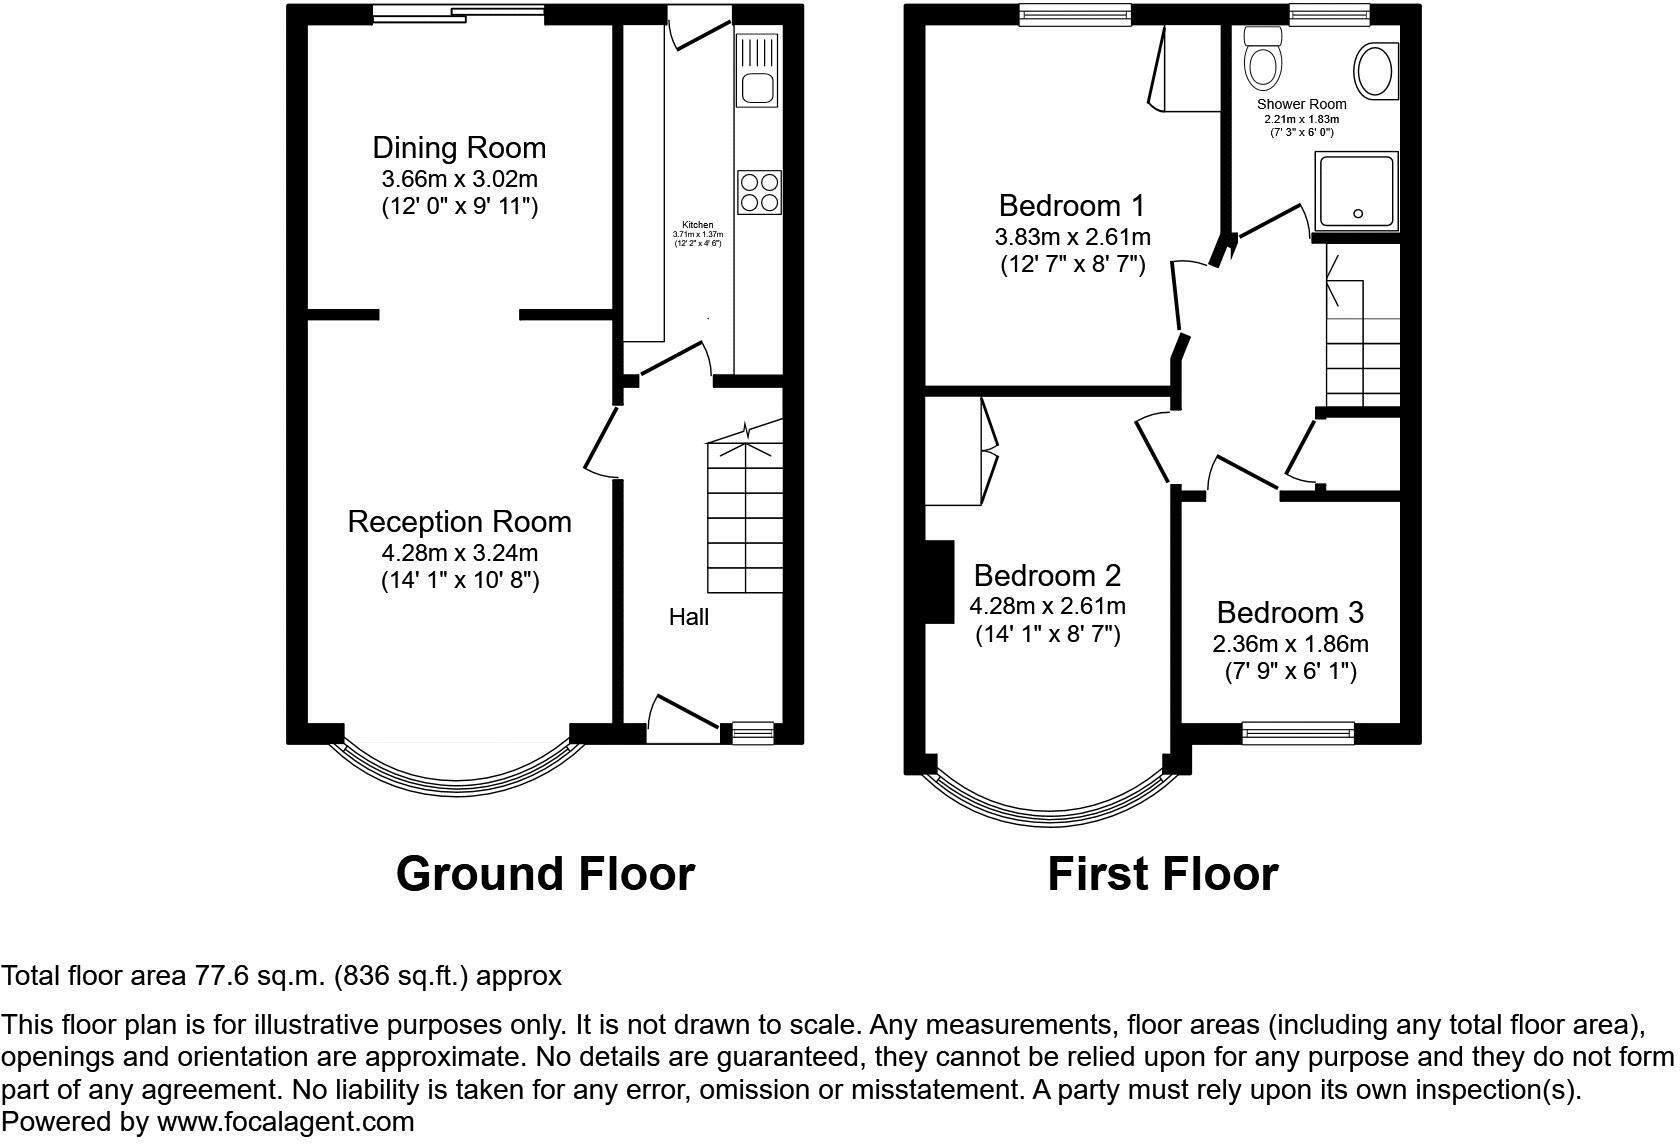 Dining Room
3.66m x 3.02m
(12' 0" x 9' 11")
Kitchen
3.71m x 1.37m
(12' 2" x 4' 6")
Reception Room
4.28m x 3.24m
(14' 1" x 10' 8")
Hall
Ground Floor
Shower Room
2.21m x 1.83m
(7' 3" x 6' 0")
Bedroom 1
3.83m x 2.61m
(12' 7" x 8' 7")
Bedroom 2
4.28m x 2.61m
(14' 1" x 8' 7")
Bedroom 3
2.36m x 1.86m
(7' 9" x 6' 1")
First Floor
Total floor area 77.6 sq.m. (836 sq.ft.) approx
This floor plan is for illustrative purposes only. It is not drawn to scale. Any measurements, floor areas (including any total floor area),
openings and orientation are approximate. No details are guaranteed, they cannot be relied upon for any purpose and they do not form
part of any agreement. No liability is taken for any error, omission or misstatement. A party must rely upon its own inspection(s).
Powered by www.focalagent.com